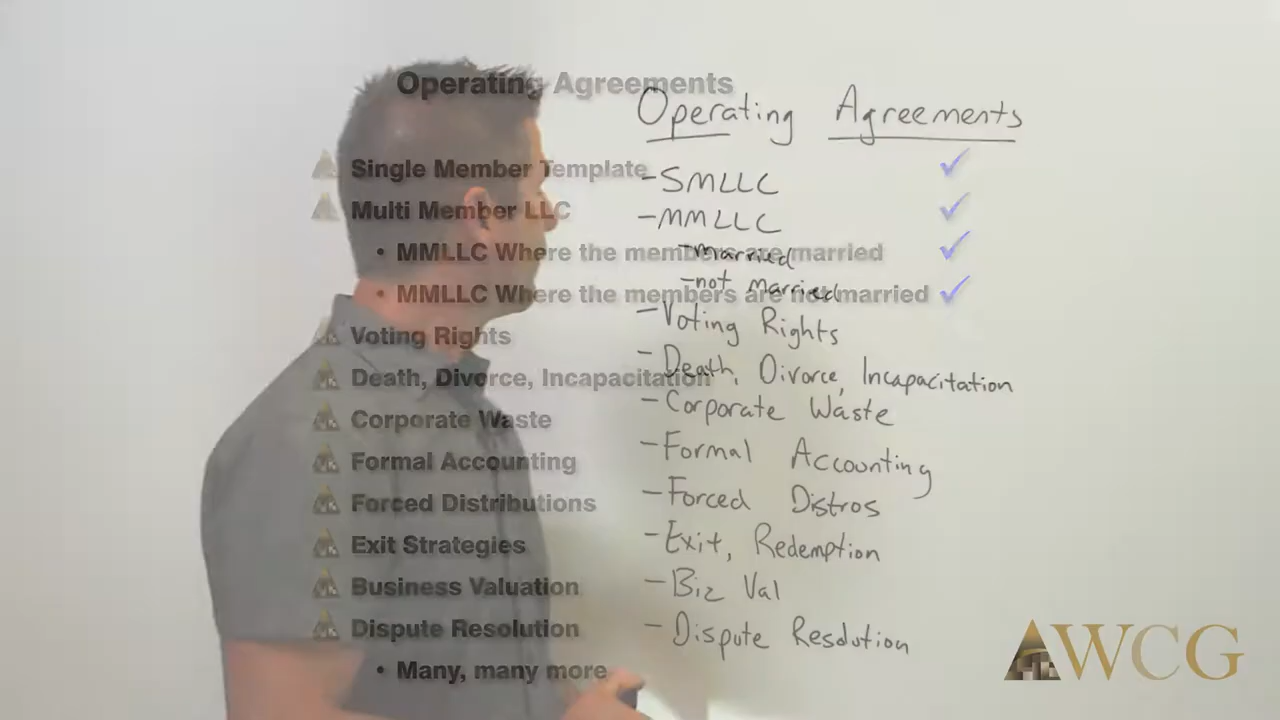 Operating Agreements
Single Member Template
Multi Member LLC
• MMLLC Where the members are married
• MMLLC Where the members are not married
Voting Rights
Death, Divorce, Incapacitation
Corporate Waste
Formal Accounting
Forced Distributions
Exit Strategies
Business Valuation
Dispute Resolution
• Many, many more
Operating Agreements
- SMLLC
- MMLLC
- married
- not married
- Voting Rights
- Death, Divorce, Incapacitation
- Corporate Waste
- Formal Accounting
- Forced Distros
- Exit, Redemption
- Biz Val
- Dispute Resolution
WCG